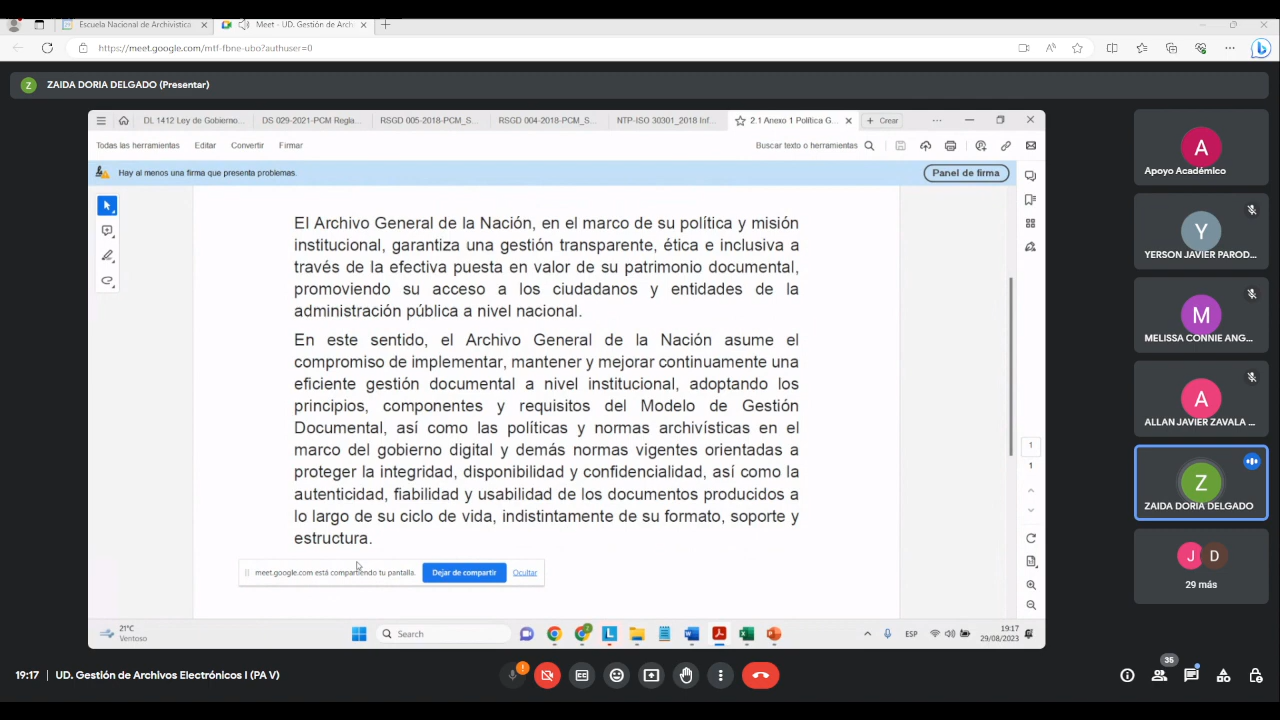 Escuela Nacional de Archivística
Meet - UD. Gestión de Arch
https://meet.google.com/mtf-fbne-ubo?authuser=0
Z ZAIDA DORIA DELGADO (Presentar)
DL 1412 Ley de Gobierno...
DS 029-2021-PCM Regla...
RSGD 005-2018-PCM_S...
RSGD 004-2018-PCM_S...
NTP-ISO 30301_2018 Inf...
2.1 Anexo 1 Política G...
Crear
Todas las herramientas
Editar
Convertir
Firmar
Buscar texto o herramientas
Hay al menos una firma que presenta problemas.
Panel de firma
El Archivo General de la Nación, en el marco de su política y misión
institucional, garantiza una gestión transparente, ética e inclusiva a
través de la efectiva puesta en valor de su patrimonio documental,
promoviendo su acceso a los ciudadanos y entidades de la
administración pública a nivel nacional.
En este sentido, el Archivo General de la Nación asume el
compromiso de implementar, mantener y mejorar continuamente una
eficiente gestión documental a nivel institucional, adoptando los
principios, componentes y requisitos del Modelo de Gestión
Documental, así como las políticas y normas archivísticas en el
marco del gobierno digital y demás normas vigentes orientadas a
proteger la integridad, disponibilidad y confidencialidad, así como la
autenticidad, fiabilidad y usabilidad de los documentos producidos a
lo largo de su ciclo de vida, indistintamente de su formato, soporte y
estructura.
meet.google.com está compartiendo tu pantalla.
Dejar de compartir
Ocultar
1
1
21°C
Ventoso
Search
ESP
19:17
29/08/2023
A
Apoyo Académico
Y
YERSON JAVIER PAROD...
M
MELISSA CONNIE ANG...
A
ALLAN JAVIER ZAVALA ...
Z
ZAIDA DORIA DELGADO
J D
29 más
19:17
UD. Gestión de Archivos Electrónicos I (PA V)
35